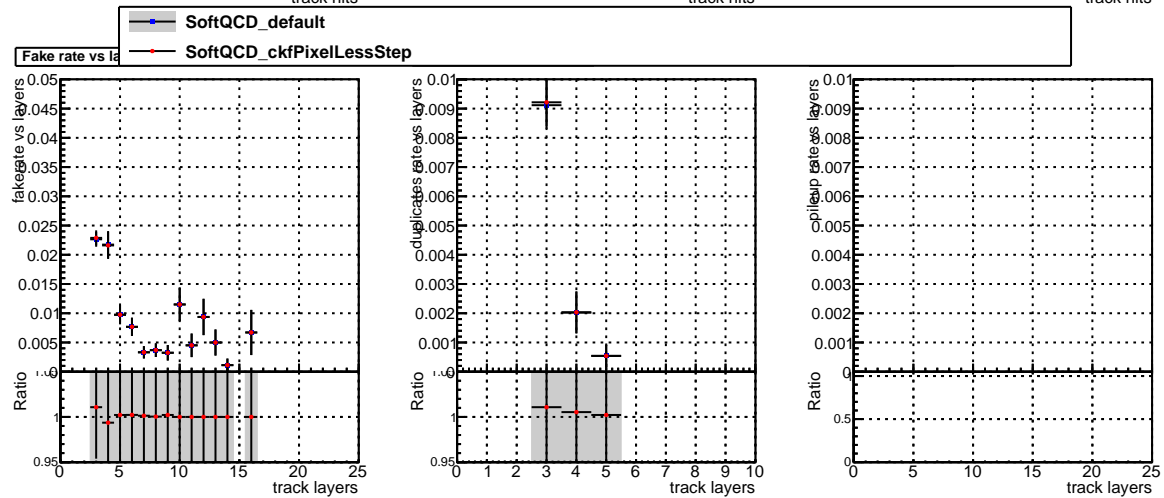 track hits track hits track hits
SoftQCD_default
SoftQCD_ckfPixelLessStep
Fake rate vs la
fakerate vs layers
0.05
0.045
0.04
0.035
0.03
0.025
0.02
0.015
0.01
0.005
Ratio
1
0.95
0 5 10 15 20 25
track layers
duplicates rate vs layers
0.01
0.009
0.008
0.007
0.006
0.005
0.004
0.003
0.002
0.001
0
Ratio
1
0.95
0 1 2 3 4 5 6 7 8 9 10
track layers
pileup rate vs layers
0.01
0.009
0.008
0.007
0.006
0.005
0.004
0.003
0.002
0.001
0
Ratio
1
0.5
0
0 5 10 15 20 25
track layers